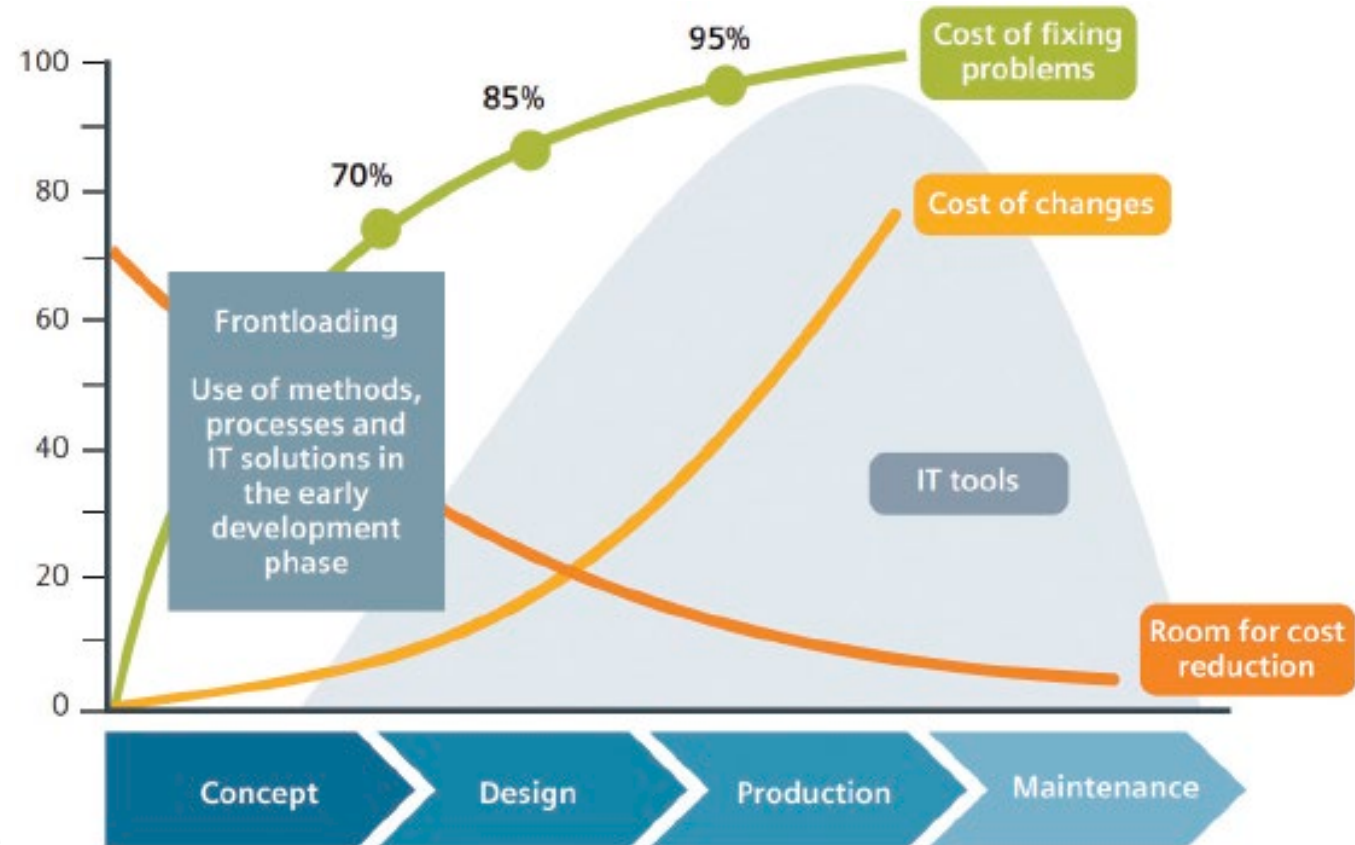 100
80
60
40
20
0
70%
85%
95%
Cost of fixing
problems
Cost of changes
Frontloading
Use of methods,
processes and
IT solutions in
the early
development
phase
IT tools
Room for cost
reduction
Concept
Design
Production
Maintenance